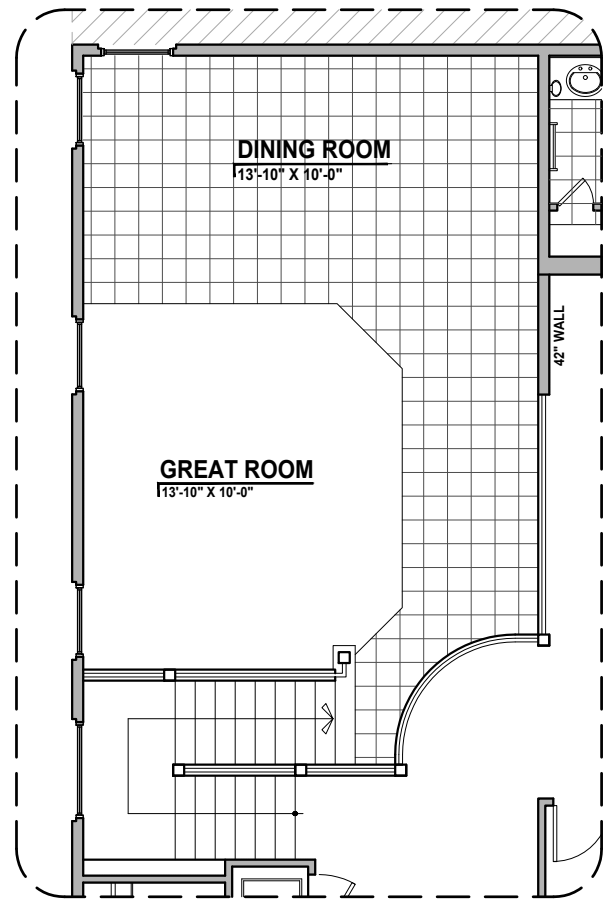 DINING ROOM
13'-10" X 10'-0"
42" WALL
GREAT ROOM
13'-10" X 10'-0"